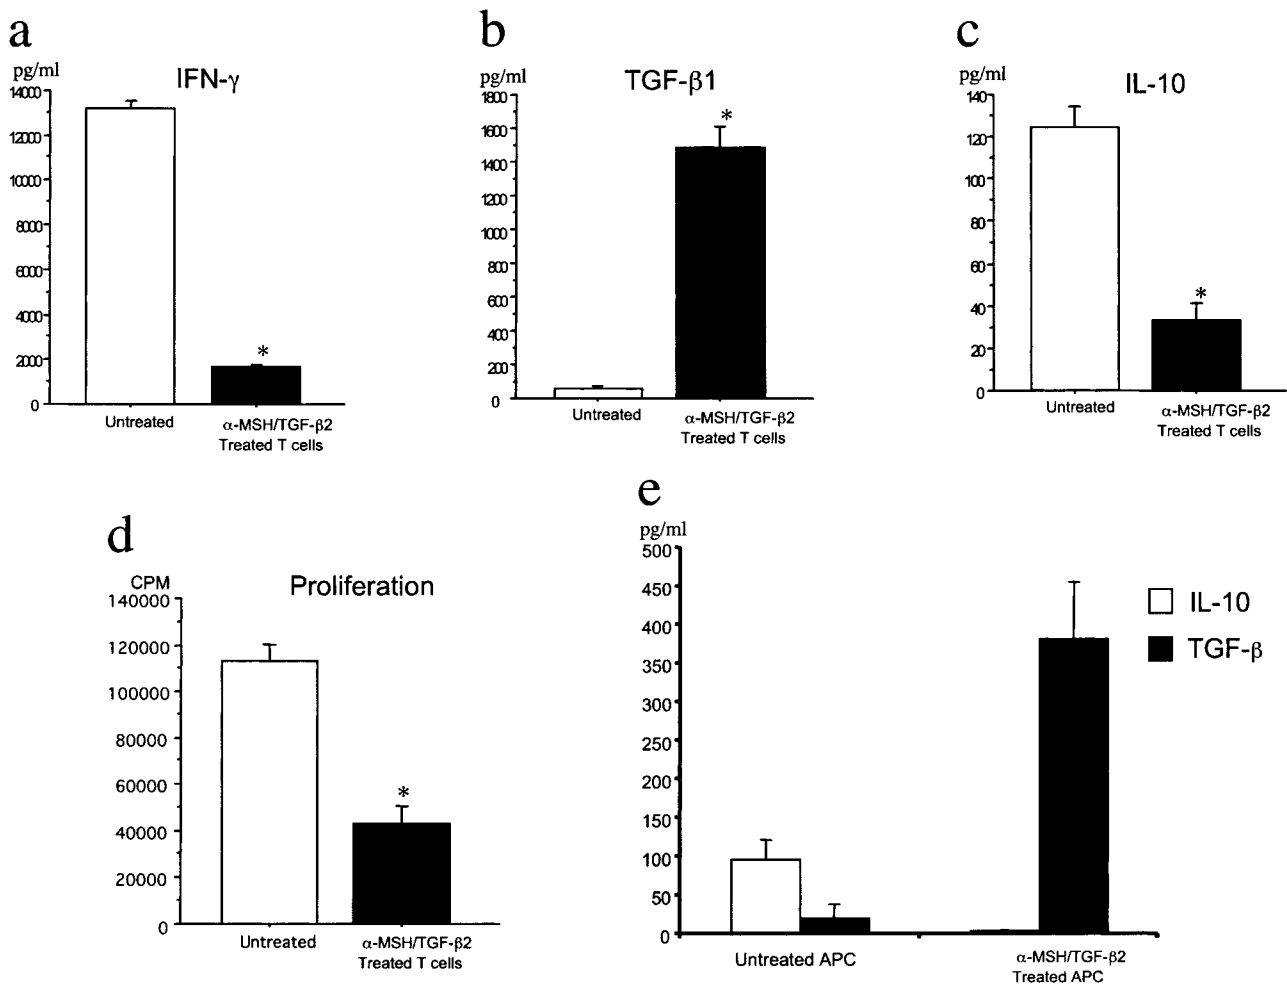 a
pg/ml
IFN-γ
14000
12000
10000
8000
6000
4000
2000
0
*
Untreated
α-MSH/TGF-β2
Treated T cells
b
pg/ml
TGF-β1
1800
1600
1400
1200
1000
800
600
400
200
0
*
Untreated
α-MSH/TGF-β2
Treated T cells
c
pg/ml
IL-10
140
120
100
80
60
40
20
0
*
Untreated
α-MSH/TGF-β2
Treated T cells
d
CPM
Proliferation
140000
120000
100000
80000
60000
40000
20000
0
*
Untreated
α-MSH/TGF-β2
Treated T cells
e
pg/ml
500
450
400
350
300
250
200
150
100
50
0
IL-10
TGF-β
Untreated APC
α-MSH/TGF-β2
Treated APC